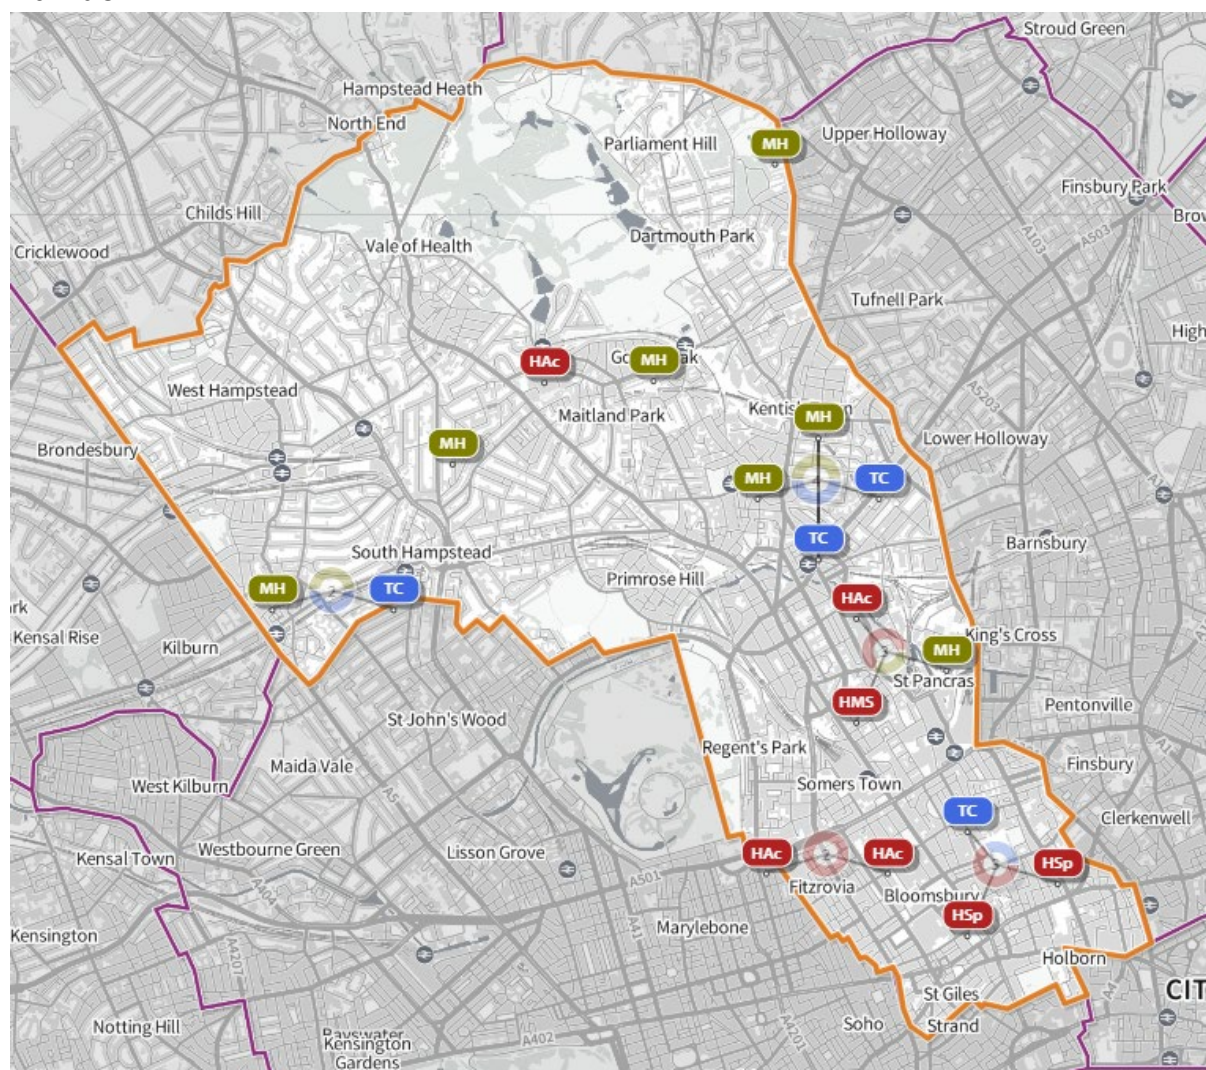 Stroud Green
Hampstead Heath
North End
Parliament Hill
MH
Upper Holloway
Finsbury Park
Childs Hill
Vale of Health
Dartmouth Park
A103
A503
Cricklewood
Tufnell Park
HAc
MH
West Hampstead
Maitland Park
A5203
MH
Lower Holloway
Brondesbury
MH
MH
TC
TC
Barnsbury
South Hampstead
Primrose Hill
MH
2
TC
HAc
King's Cross
Kensal Rise
Kilburn
MH
St Pancras
HMS
Pentonville
St John's Wood
Regent's Park
Maida Vale
A5
Finsbury
West Kilburn
Somers Town
TC
Clerkenwell
Kensal Town
Westbourne Green
Lisson Grove
HAc
HAc
HSp
A501
Fitzrovia
A404
Bloomsbury
HSp
Kensington
A41
Marylebone
A207
Holborn
A4
CIT
St Giles
Notting Hill
Soho
Strand
A4201
Bayswater
A402
Kensington
Gardens